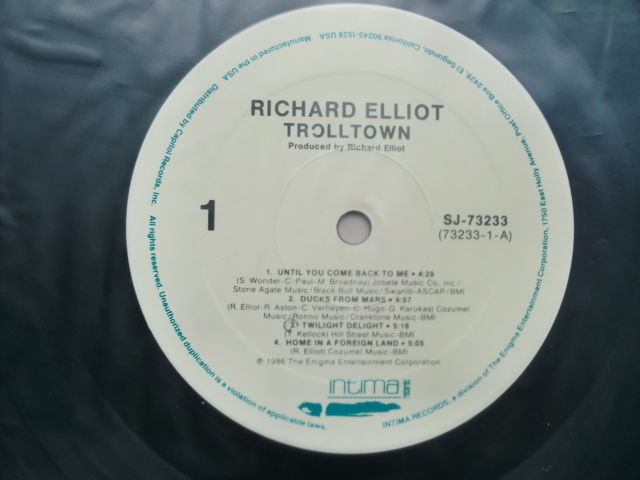 RICHARD ELLIOT
TROLLTOWN
Produced by Richard Elliot
1
SJ-73233
(73233-1-A)
1. UNTIL YOU COME BACK TO ME • 4:29
(S. Wonder-C. Paul-M. Broadnay) Jobete Music Co., Inc./
Stone Agate Music/Black Bull Music/Swandi-ASCAP/BMI
2. DUCKS FROM MARS • 4:57
(R. Elliot-R. Aston-C. Verheyen-C. Hugo-G. Karukas) Cozumel
Music/Ronno Music/Cranktone Music-BMI
3. TWILIGHT DELIGHT • 5:16
(T. Kellock) Hill Street Music-BMI
4. HOME IN A FOREIGN LAND • 5:05
(R. Elliot) Cozumel Music-BMI
℗ 1986 The Enigma Entertainment Corporation
intima
INTIMA RECORDS, a division of The Enigma Entertainment Corporation, 1750 East Holly Avenue, Post Office Box 2428, El Segundo, California 90245-1528 USA
Manufactured in the USA
Distributed by Capitol Records, Inc. All rights reserved. Unauthorized duplication is a violation of applicable laws.